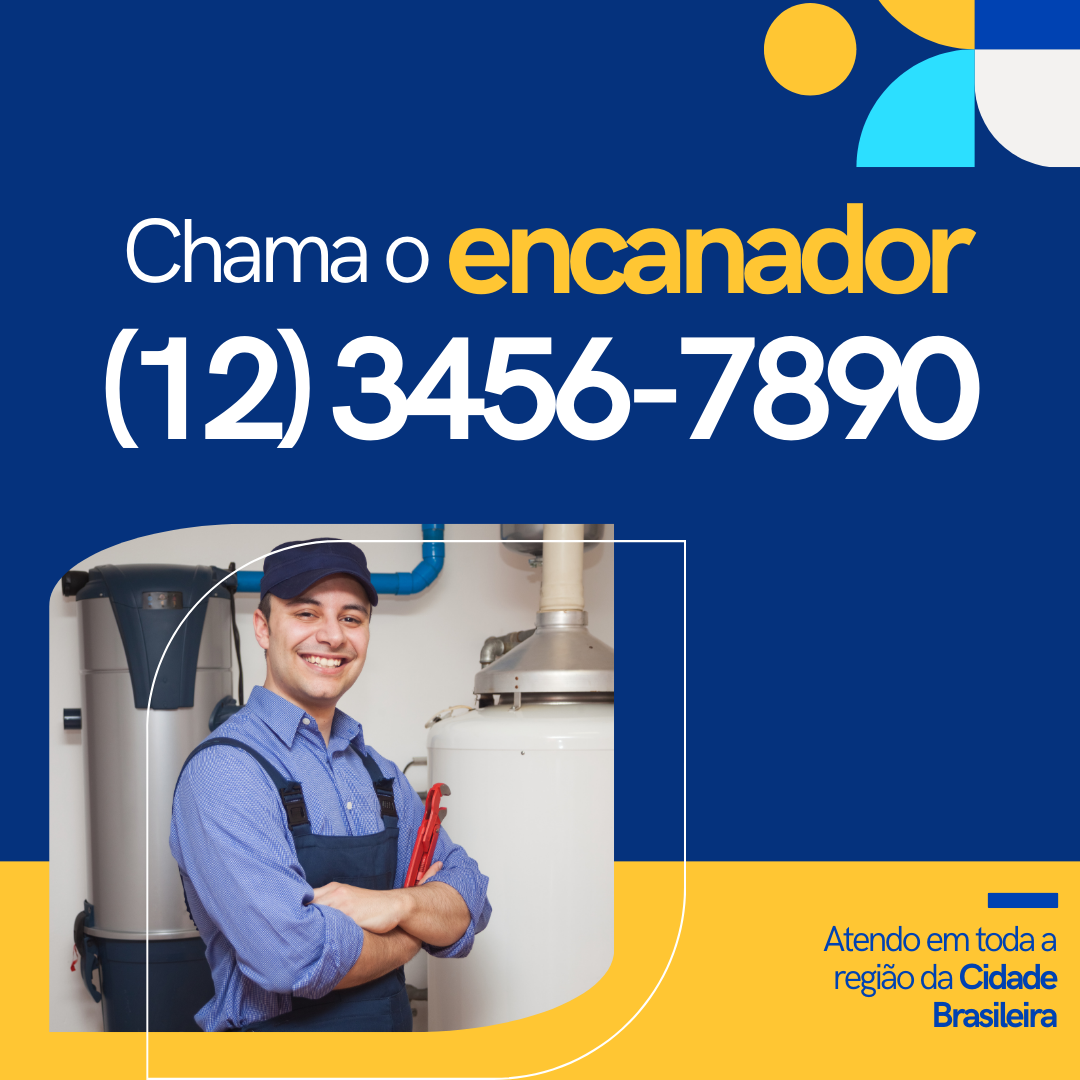 Chama o encanador
(12) 3456-7890
Atendo em toda a
região da Cidade
Brasileira